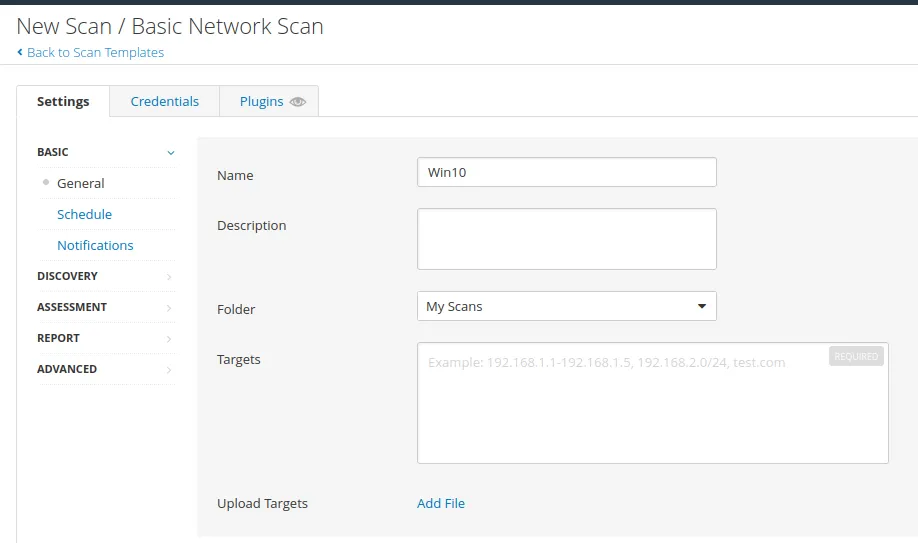 New Scan / Basic Network Scan
Back to Scan Templates
Settings
Credentials
Plugins
BASIC
General
Schedule
Notifications
DISCOVERY
ASSESSMENT
REPORT
ADVANCED
Name
Win10
Description
Folder
My Scans
Targets
Example: 192.168.1.1-192.168.1.5, 192.168.2.0/24, test.com
REQUIRED
Upload Targets
Add File